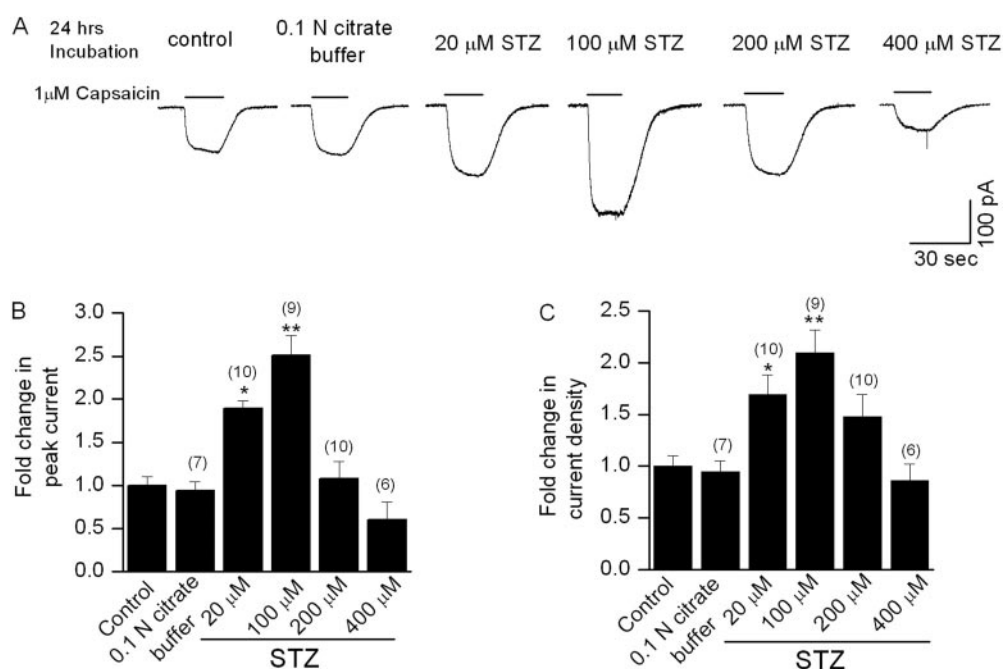 A
24 hrs
Incubation
control
0.1 N citrate
buffer
20 μM STZ
100 μM STZ
200 μM STZ
400 μM STZ
1μM Capsaicin
100 pA
30 sec
B
Fold change in
peak current
3.0
2.5
2.0
1.5
1.0
0.5
0.0
(7)
(10)
*
(9)
**
(10)
(6)
Control
0.1 N citrate
buffer
20 μM
100 μM
200 μM
400 μM
STZ
C
Fold change in
current density
2.5
2.0
1.5
1.0
0.5
0.0
(7)
(10)
*
(9)
**
(10)
(6)
Control
0.1 N citrate
buffer
20 μM
100 μM
200 μM
400 μM
STZ